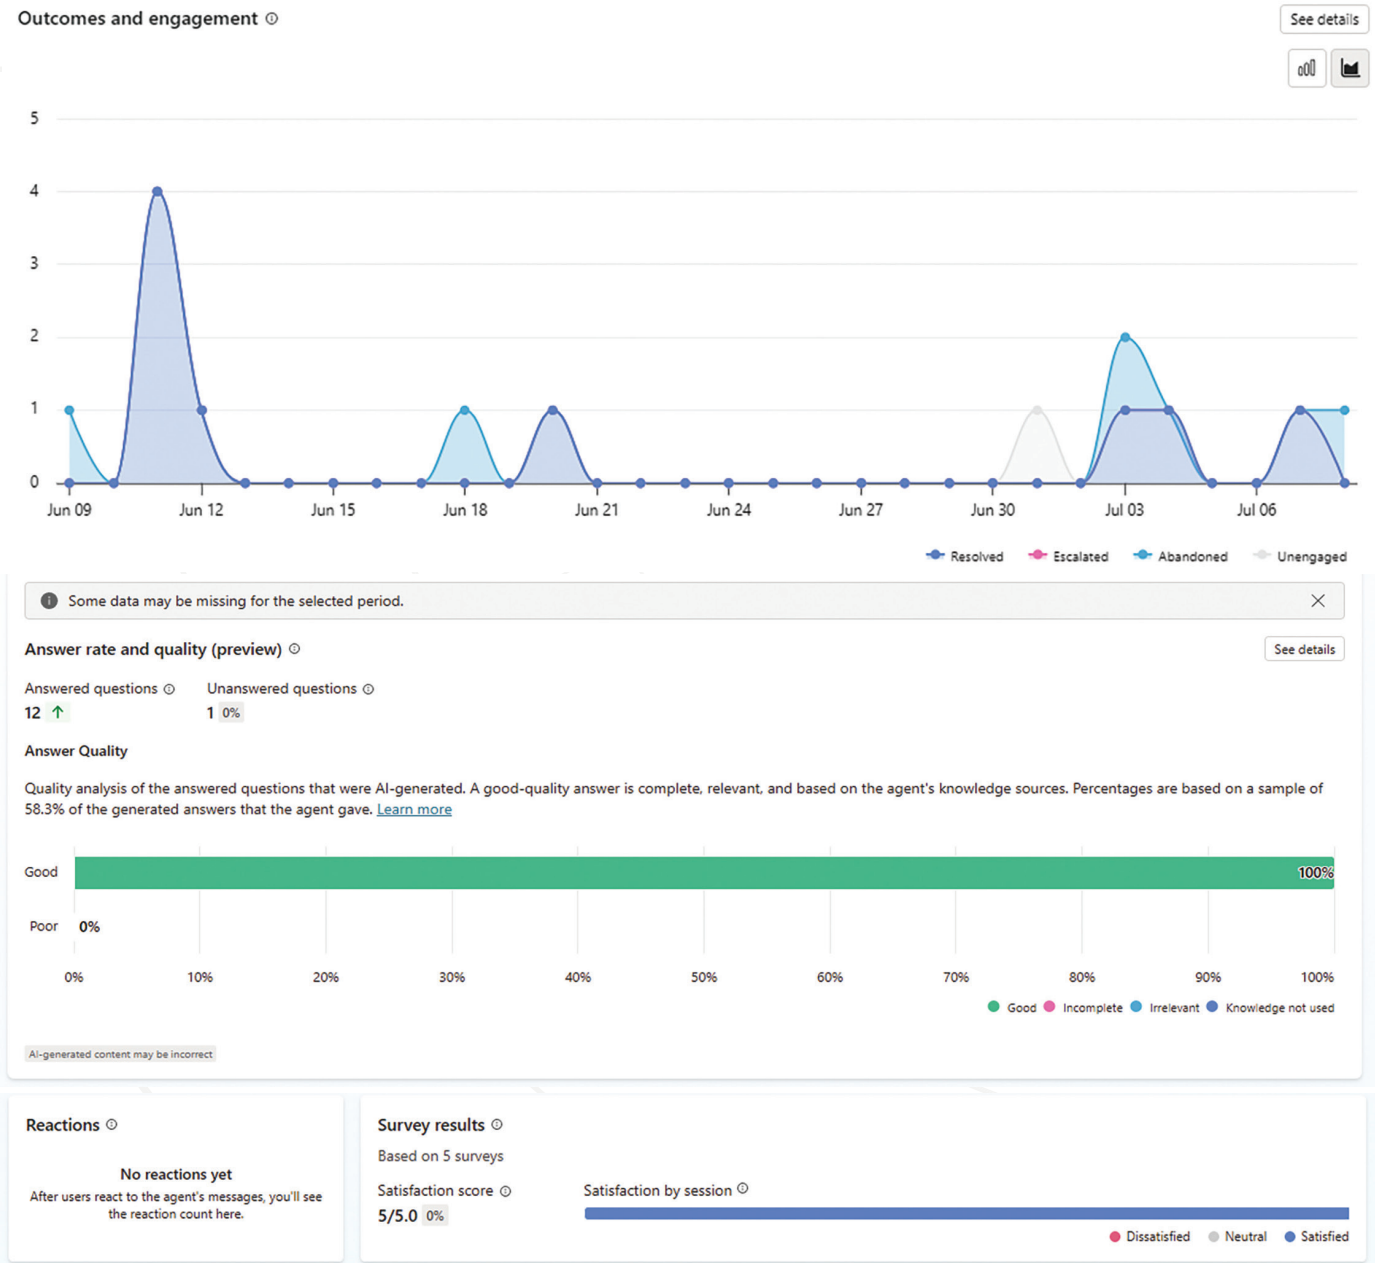 Outcomes and engagement
See details
5
4
3
2
1
0
Jun 09 Jun 12 Jun 15 Jun 18 Jun 21 Jun 24 Jun 27 Jun 30 Jul 03 Jul 06
Resolved Escalated Abandoned Unengaged
Some data may be missing for the selected period.
Answer rate and quality (preview)
See details
Answered questions Unanswered questions
12 ↑ 1 0%
Answer Quality
Quality analysis of the answered questions that were AI-generated. A good-quality answer is complete, relevant, and based on the agent's knowledge sources. Percentages are based on a sample of
58.3% of the generated answers that the agent gave. Learn more
Good 100%
Poor 0%
0% 10% 20% 30% 40% 50% 60% 70% 80% 90% 100%
Good Incomplete Irrelevant Knowledge not used
AI-generated content may be incorrect
Reactions
No reactions yet
After users react to the agent's messages, you'll see
the reaction count here.
Survey results
Based on 5 surveys
Satisfaction score Satisfaction by session
5/5.0 0%
Dissatisfied Neutral Satisfied